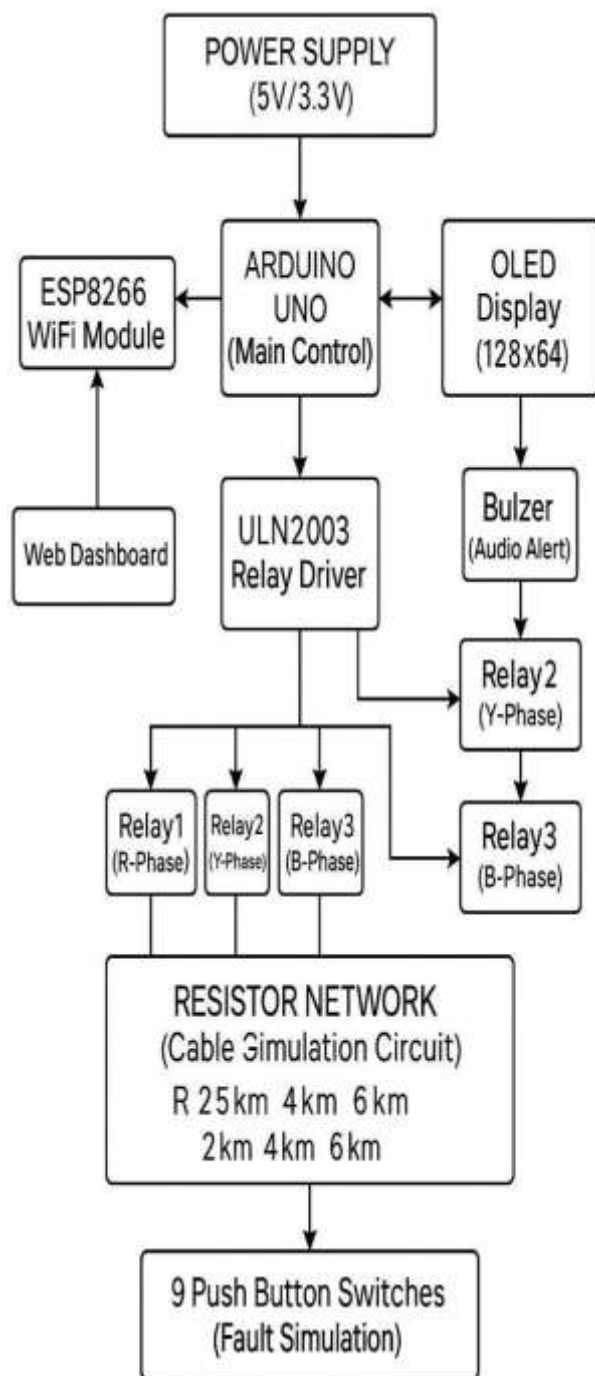 POWER SUPPLY
(5V/3.3V)
ESP8266
WiFi Module
ARDUINO
UNO
(Main Control)
OLED
Display
(128x64)
Web Dashboard
ULN2003
Relay Driver
Bulzer
(Audio Alert)
Relay2
(Y-Phase)
Relay1
(R-Phase)
Relay2
(Y-Phase)
Relay3
(B-Phase)
Relay3
(B-Phase)
RESISTOR NETWORK
(Cable Gimulation Circuit)
R 25km 4km 6km
2km 4km 6km
9 Push Button Switches
(Fault Simulation)